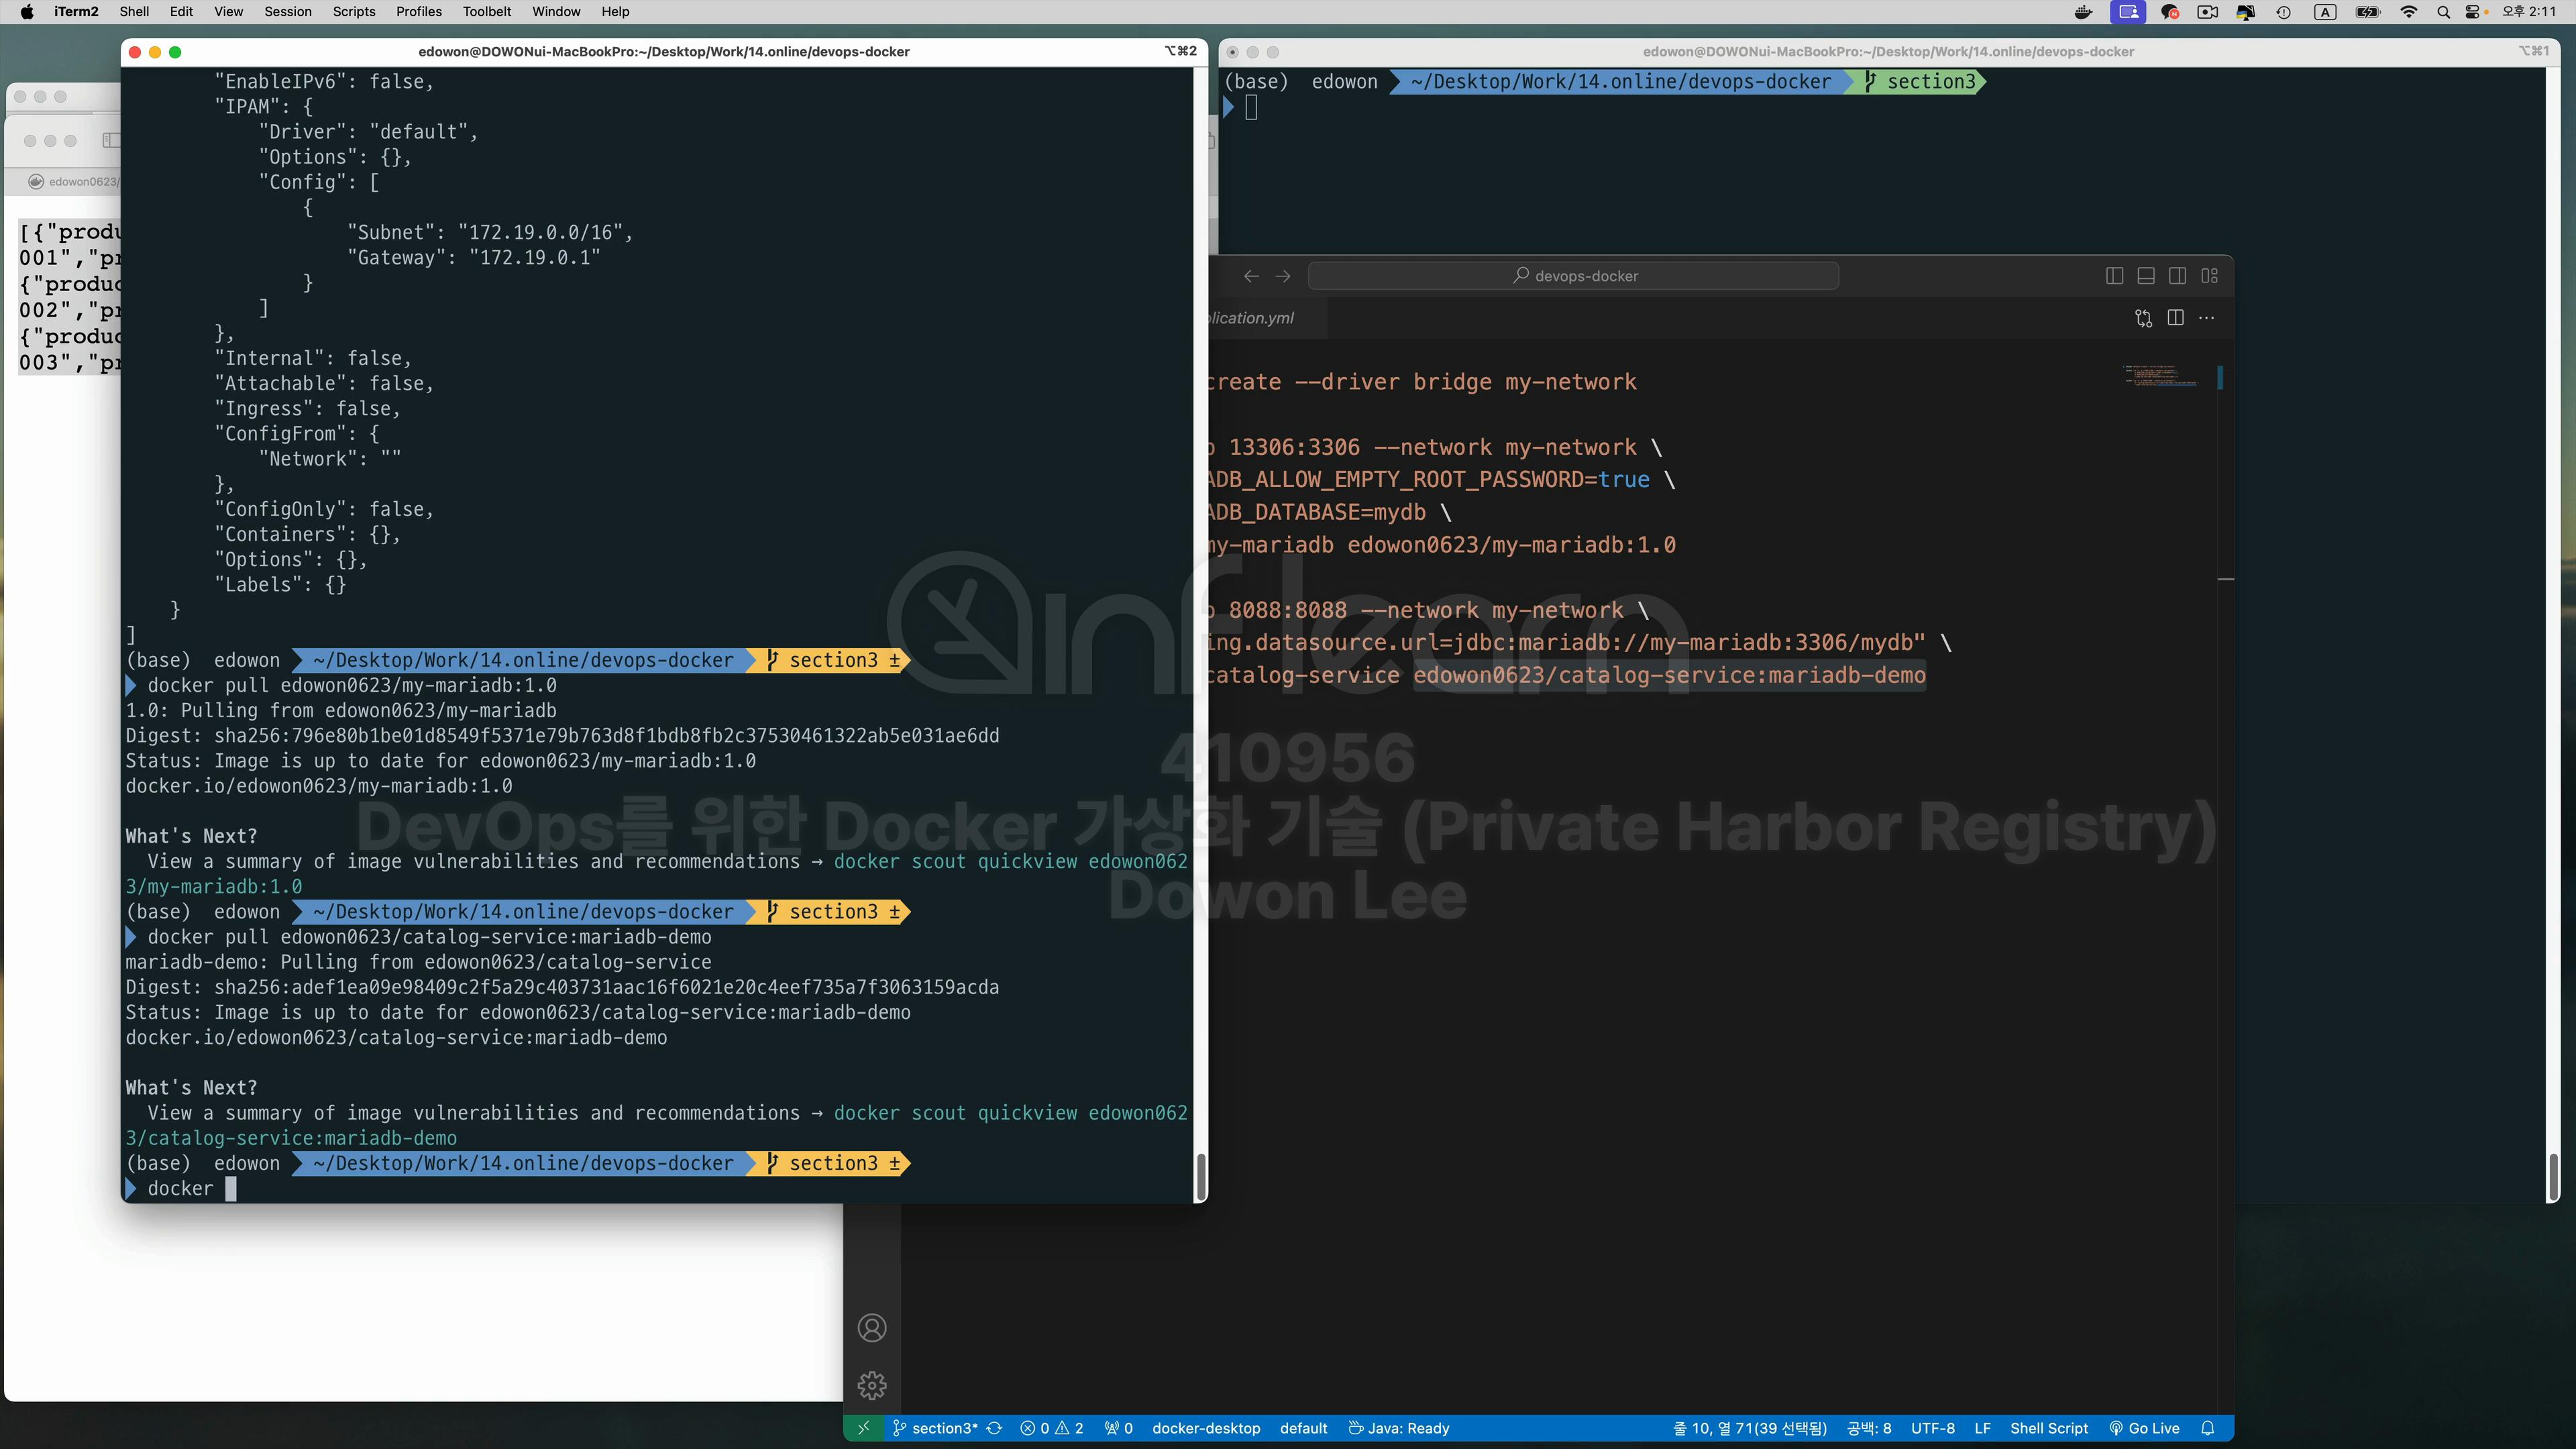 iTerm2 Shell Edit View Session Scripts Profiles Toolbelt Window Help
오후 2:11
edowon@DOWONui-MacBookPro:~/Desktop/Work/14.online/devops-docker ⌥⌘2
edowon@DOWONui-MacBookPro:~/Desktop/Work/14.online/devops-docker ⌥⌘1
edowon0623/
[{"produ
001","pr
{"produc
002","pr
{"produc
003","pr
"EnableIPv6": false,
"IPAM": {
"Driver": "default",
"Options": {},
"Config": [
{
"Subnet": "172.19.0.0/16",
"Gateway": "172.19.0.1"
}
]
},
"Internal": false,
"Attachable": false,
"Ingress": false,
"ConfigFrom": {
"Network": ""
},
"ConfigOnly": false,
"Containers": {},
"Options": {},
"Labels": {}
}
]
(base) edowon ~/Desktop/Work/14.online/devops-docker section3 ±
docker pull edowon0623/my-mariadb:1.0
1.0: Pulling from edowon0623/my-mariadb
Digest: sha256:796e80b1be01d8549f5371e79b763d8f1bdb8fb2c37530461322ab5e031ae6dd
Status: Image is up to date for edowon0623/my-mariadb:1.0
docker.io/edowon0623/my-mariadb:1.0
What's Next?
View a summary of image vulnerabilities and recommendations → docker scout quickview edowon062
3/my-mariadb:1.0
(base) edowon ~/Desktop/Work/14.online/devops-docker section3 ±
docker pull edowon0623/catalog-service:mariadb-demo
mariadb-demo: Pulling from edowon0623/catalog-service
Digest: sha256:adef1ea09e98409c2f5a29c403731aac16f6021e20c4eef735a7f3063159acda
Status: Image is up to date for edowon0623/catalog-service:mariadb-demo
docker.io/edowon0623/catalog-service:mariadb-demo
What's Next?
View a summary of image vulnerabilities and recommendations → docker scout quickview edowon062
3/catalog-service:mariadb-demo
(base) edowon ~/Desktop/Work/14.online/devops-docker section3 ±
docker
(base) edowon ~/Desktop/Work/14.online/devops-docker section3
devops-docker
plication.yml
create --driver bridge my-network
p 13306:3306 --network my-network \
ADB_ALLOW_EMPTY_ROOT_PASSWORD=true \
ADB_DATABASE=mydb \
my-mariadb edowon0623/my-mariadb:1.0
p 8088:8088 --network my-network \
ing.datasource.url=jdbc:mariadb://my-mariadb:3306/mydb" \
catalog-service edowon0623/catalog-service:mariadb-demo
inflearn
410956
DevOps를 위한 Docker 가상화 기술 (Private Harbor Registry)
Dowon Lee
section3* 0 2 0 docker-desktop default Java: Ready 줄 10, 열 71(39 선택됨) 공백: 8 UTF-8 LF Shell Script Go Live